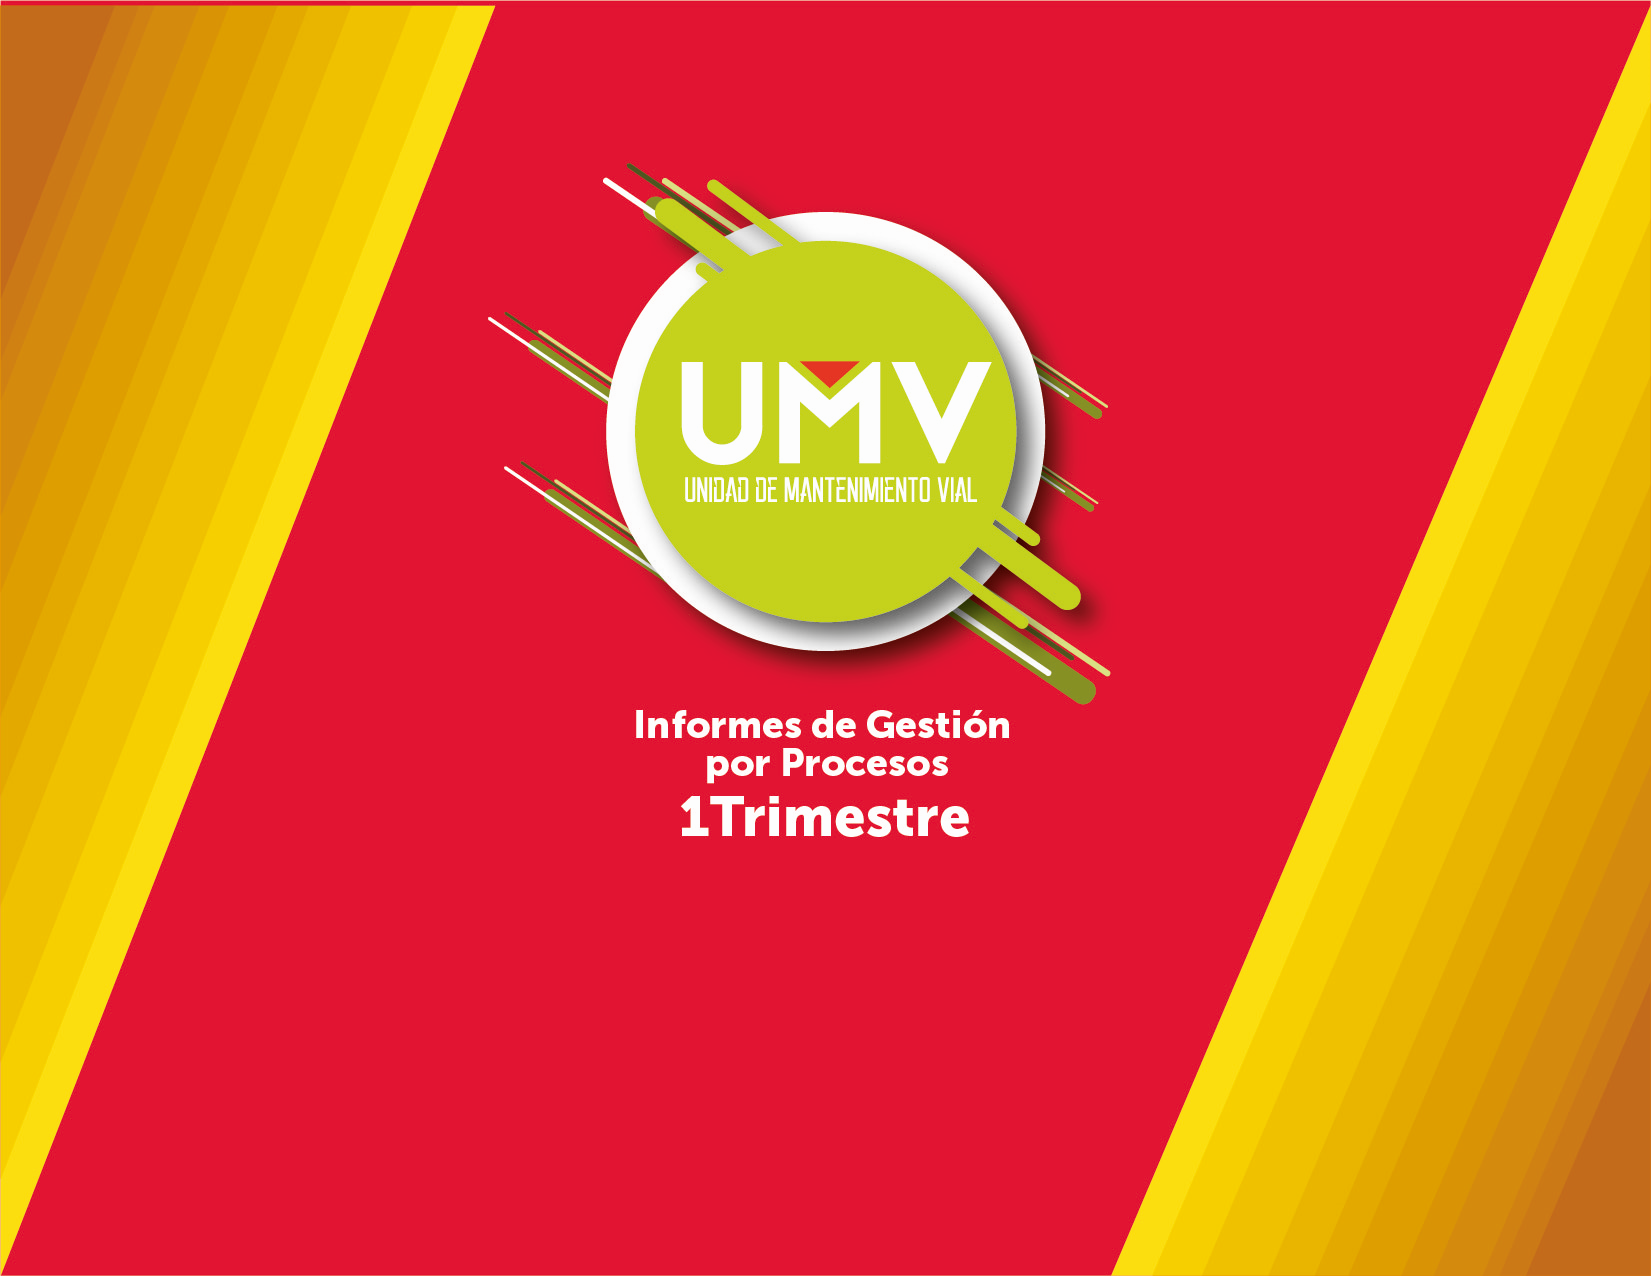 UMV
UNIDAD DE MANTENIMIENTO VIAL
Informes de Gestión
por Procesos
1Trimestre